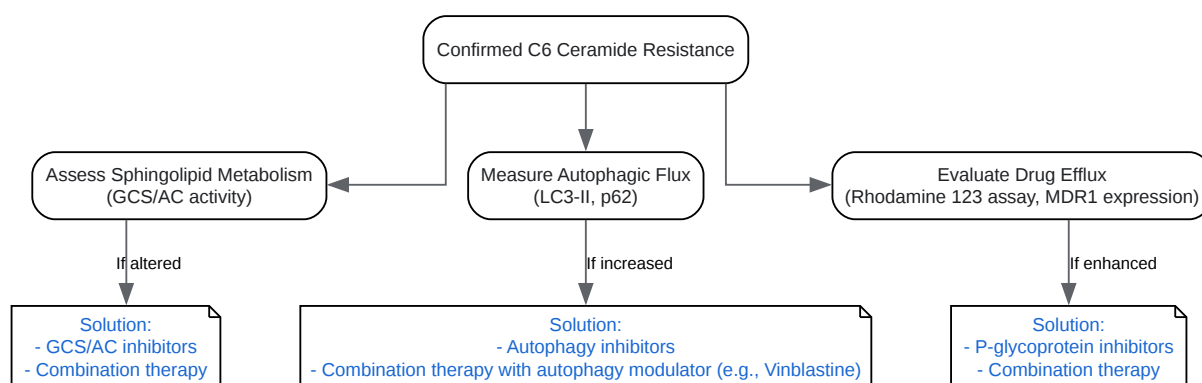 Confirmed C6 Ceramide Resistance
Assess Sphingolipid Metabolism
(GCS/AC activity)
Measure Autophagic Flux
(LC3-II, p62)
Evaluate Drug Efflux
(Rhodamine 123 assay, MDR1 expression)
If altered
If increased
If enhanced
Solution:
- GCS/AC inhibitors
- Combination therapy
Solution:
- Autophagy inhibitors
- Combination therapy with autophagy modulator (e.g., Vinblastine)
Solution:
- P-glycoprotein inhibitors
- Combination therapy